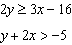 2y ≥ 3x − 16
y + 2x > −5